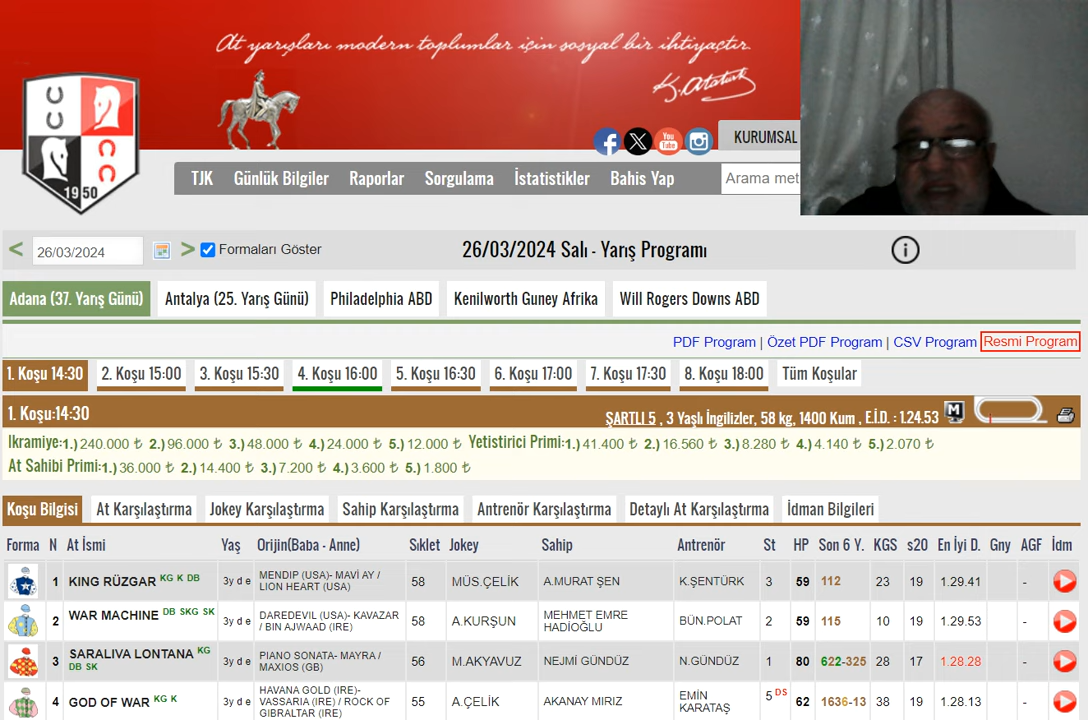 At yarışları modern toplumlar için sosyal bir ihtiyaçtır.
K. Atatürk
1950
KURUMSAL
TJK Günlük Bilgiler Raporlar Sorgulama İstatistikler Bahis Yap Arama met
< 26/03/2024 > Formaları Göster 26/03/2024 Salı - Yarış Programı
Adana (37. Yarış Günü) Antalya (25. Yarış Günü) Philadelphia ABD Kenilworth Guney Afrika Will Rogers Downs ABD
PDF Program | Özet PDF Program | CSV Program Resmi Program
1. Koşu 14:30 2. Koşu 15:00 3. Koşu 15:30 4. Koşu 16:00 5. Koşu 16:30 6. Koşu 17:00 7. Koşu 17:30 8. Koşu 18:00 Tüm Koşular
1. Koşu:14:30 ŞARTLI 5 , 3 Yaşlı İngilizler, 58 kg, 1400 Kum , E.İ.D. : 1.24.53 M
Ikramiye:1.) 240.000 ₺ 2.) 96.000 ₺ 3.) 48.000 ₺ 4.) 24.000 ₺ 5.) 12.000 ₺ Yetistirici Primi:1.) 41.400 ₺ 2.) 16.560 ₺ 3.) 8.280 ₺ 4.) 4.140 ₺ 5.) 2.070 ₺
At Sahibi Primi:1.) 36.000 ₺ 2.) 14.400 ₺ 3.) 7.200 ₺ 4.) 3.600 ₺ 5.) 1.800 ₺
Koşu Bilgisi At Karşılaştırma Jokey Karşılaştırma Sahip Karşılaştırma Antrenör Karşılaştırma Detaylı At Karşılaştırma İdman Bilgileri
Forma N At İsmi Yaş Orijin(Baba - Anne) Sıklet Jokey Sahip Antrenör St HP Son 6 Y. KGS s20 En İyi D. Gny AGF İdm
1 KING RÜZGAR KG K DB 3y d e MENDIP (USA)- MAVİ AY / LION HEART (USA) 58 MÜS.ÇELİK A.MURAT ŞEN K.ŞENTÜRK 3 59 112 23 19 1.29.41 -
2 WAR MACHINE DB SKG SK 3y d e DAREDEVIL (USA)- KAVAZAR / BIN AJWAAD (IRE) 58 A.KURŞUN MEHMET EMRE HADİOĞLU BÜN.POLAT 2 59 115 10 19 1.29.53 -
3 SARALIVA LONTANA KG DB SK 3y d e PIANO SONATA- MAYRA / MAXIOS (GB) 56 M.AKYAVUZ NEJMİ GÜNDÜZ N.GÜNDÜZ 1 80 622-325 28 17 1.28.28 -
4 GOD OF WAR KG K 3y d e HAVANA GOLD (IRE)- VASSARIA (IRE) / ROCK OF GIBRALTAR (IRE) 55 A.ÇELİK AKANAY MIRIZ EMİN KARATAŞ 5 DS 62 1636-13 38 19 1.28.13 -